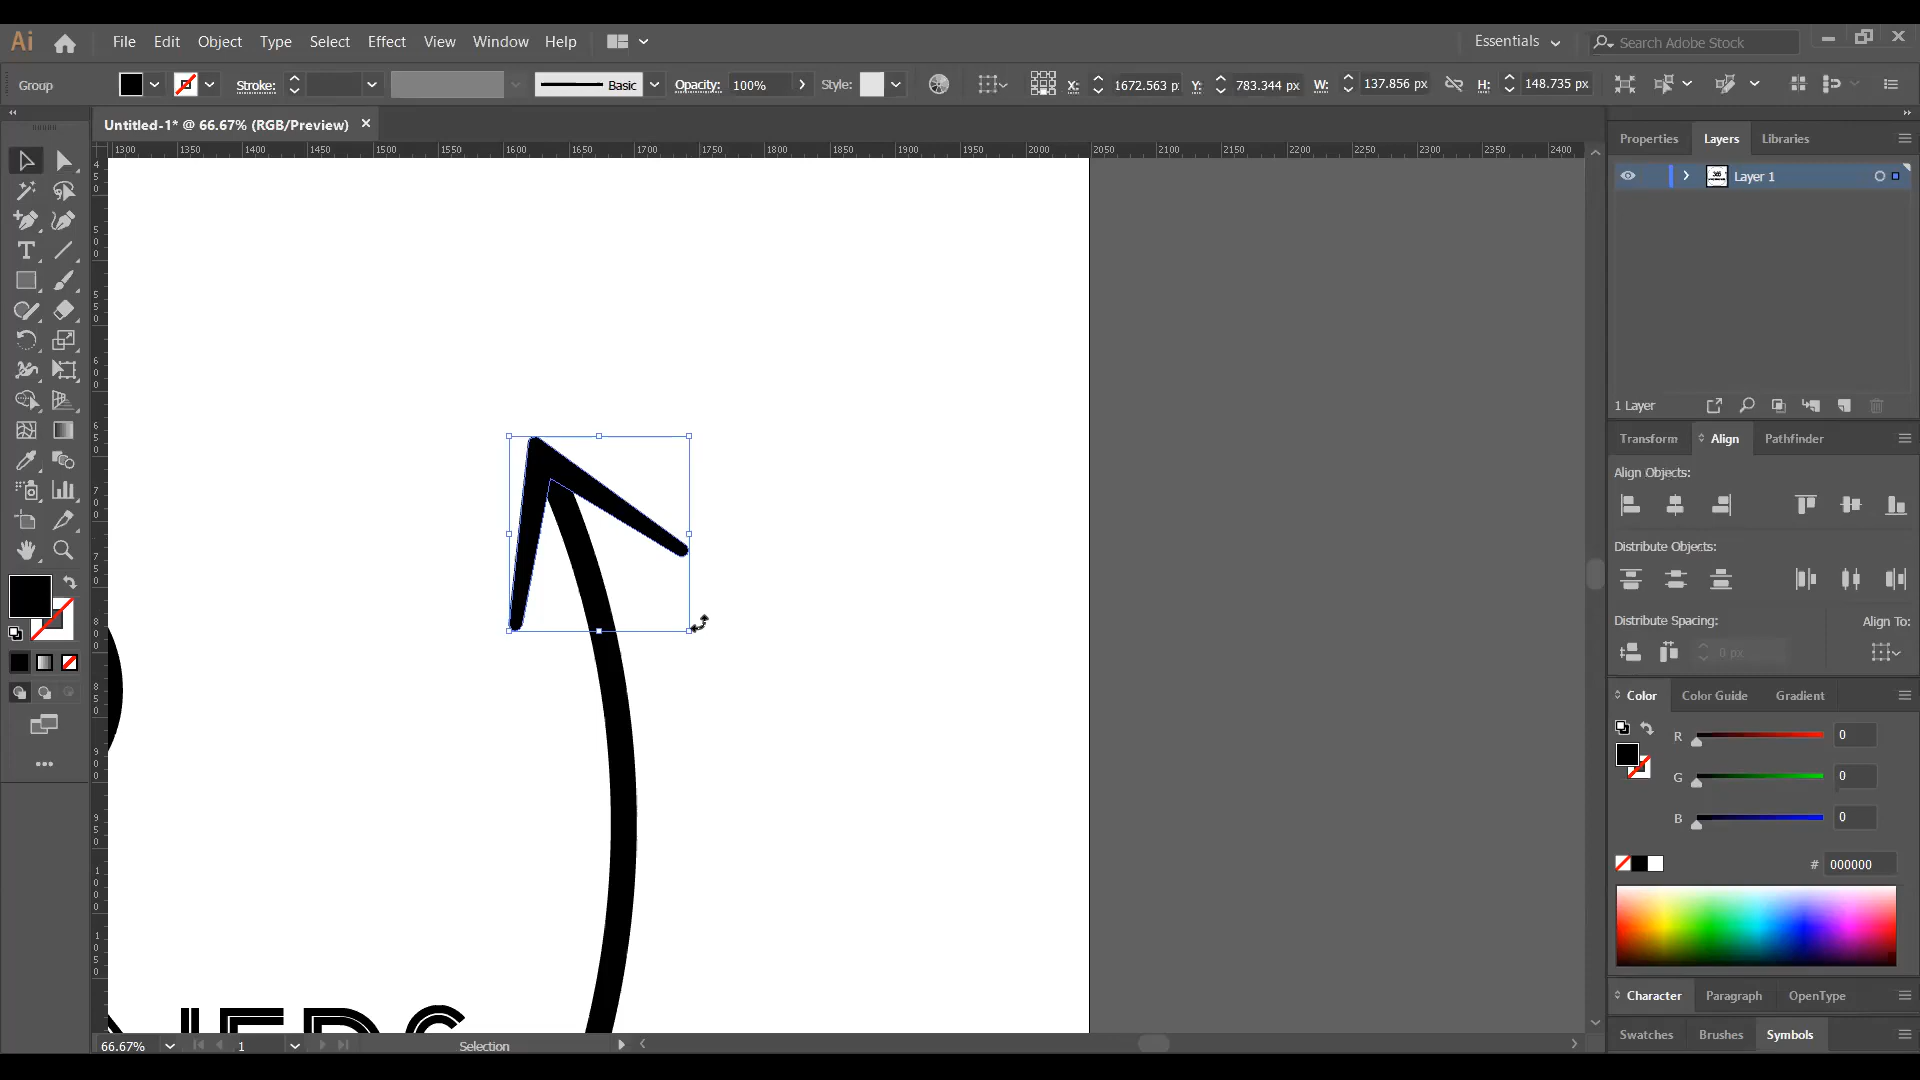 Ai File Edit Object Type Select Effect View Window Help Essentials Search Adobe Stock
Group Stroke: Basic Opacity: 100% Style: X: 1672.563 p Y: 783.344 px W: 137.856 px H: 148.735 px
Untitled-1* @ 66.67% (RGB/Preview)
1300 1350 1400 1450 1500 1550 1600 1650 1700 1750 1800 1850 1900 1950 2000 2050 2100 2150 2200 2250 2300 2350 2400
Properties Layers Libraries
Layer 1
1 Layer
Transform Align Pathfinder
Align Objects:
Distribute Objects:
Distribute Spacing: Align To:
0 px
Color Color Guide Gradient
R 0
G 0
B 0
# 000000
Character Paragraph OpenType
Swatches Brushes Symbols
66.67% 1 Selection